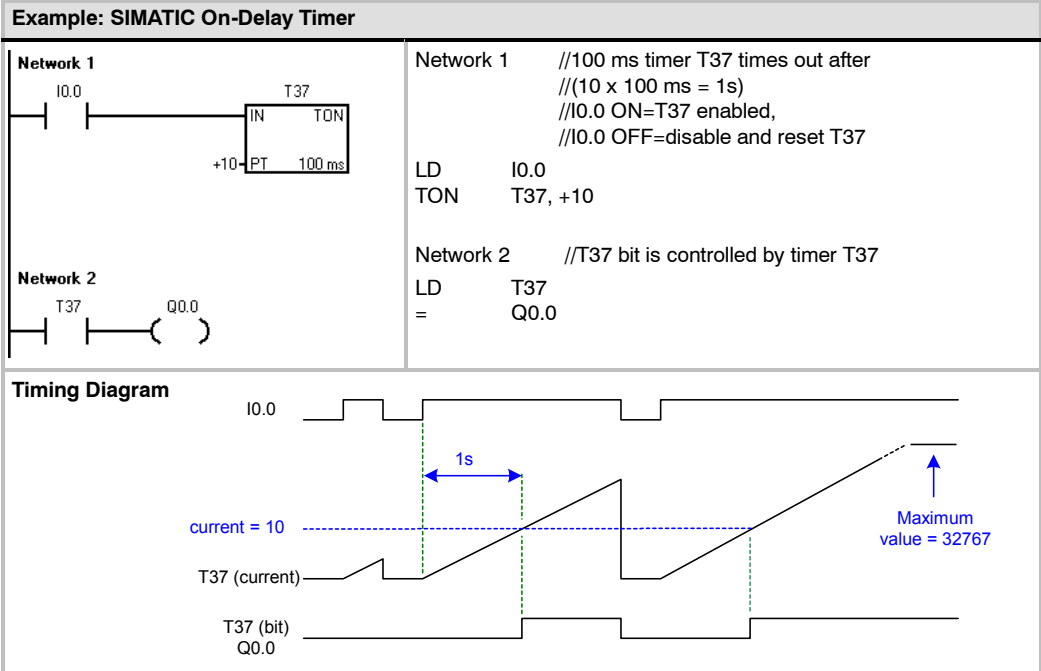 Example: SIMATIC On-Delay Timer
Network 1
I0.0
T37
IN TON
+10 PT 100 ms
Network 2
T37 Q0.0
Network 1 //100 ms timer T37 times out after
//(10 x 100 ms = 1s)
//I0.0 ON=T37 enabled,
//I0.0 OFF=disable and reset T37
LD I0.0
TON T37, +10
Network 2 //T37 bit is controlled by timer T37
LD T37
= Q0.0
Timing Diagram
I0.0
1s
current = 10
Maximum
value = 32767
T37 (current)
T37 (bit)
Q0.0